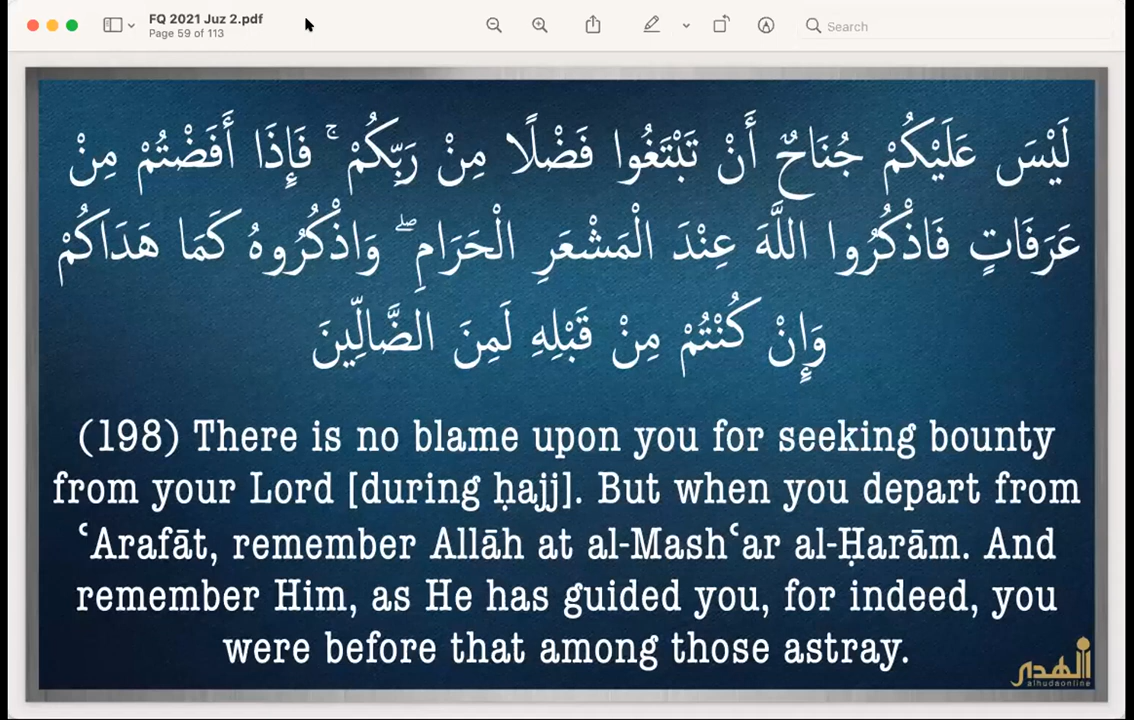 FQ 2021 Juz 2.pdf
Page 59 of 113
Search
لَيْسَ عَلَيْكُمْ جُنَاحٌ أَنْ تَبْتَغُوا فَضْلًا مِنْ رَبِّكُمْ ۚ فَإِذَا أَفَضْتُمْ مِنْ
عَرَفَاتٍ فَاذْكُرُوا اللَّهَ عِنْدَ الْمَشْعَرِ الْحَرَامِ ۖ وَاذْكُرُوهُ كَمَا هَدَاكُمْ
وَإِنْ كُنْتُمْ مِنْ قَبْلِهِ لَمِنَ الضَّالِّينَ
(198) There is no blame upon you for seeking bounty
from your Lord [during ḥajj]. But when you depart from
ʿArafāt, remember Allāh at al-Mashʿar al-Ḥarām. And
remember Him, as He has guided you, for indeed, you
were before that among those astray.
الهدى
alhudaonline